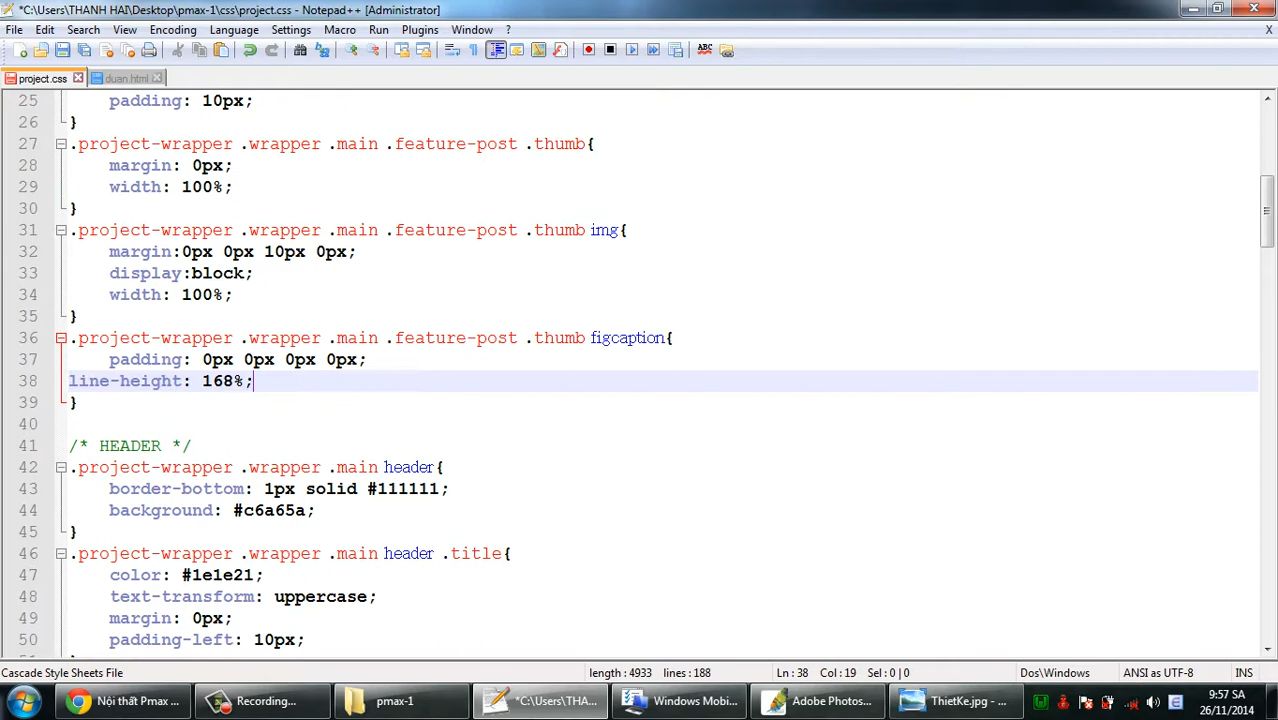 *C:\Users\THANH HAI\Desktop\pmax-1\css\project.css - Notepad++ [Administrator]
File Edit Search View Encoding Language Settings Macro Run Plugins Window ? X
ABC
project.css duan.html
25 padding: 10px;
26 }
27 .project-wrapper .wrapper .main .feature-post .thumb{
28 margin: 0px;
29 width: 100%;
30 }
31 .project-wrapper .wrapper .main .feature-post .thumb img{
32 margin:0px 0px 10px 0px;
33 display:block;
34 width: 100%;
35 }
36 .project-wrapper .wrapper .main .feature-post .thumb figcaption{
37 padding: 0px 0px 0px 0px;
38 line-height: 168%;
39 }
40
41 /* HEADER */
42 .project-wrapper .wrapper .main header{
43 border-bottom: 1px solid #111111;
44 background: #c6a65a;
45 }
46 .project-wrapper .wrapper .main header .title{
47 color: #1e1e21;
48 text-transform: uppercase;
49 margin: 0px;
50 padding-left: 10px;
Cascade Style Sheets File length : 4933 lines : 188 Ln : 38 Col : 19 Sel : 0 | 0 Dos\Windows ANSI as UTF-8 INS
Nội thất Pmax ... Recording... pmax-1 *C:\Users\THA... Windows Mobi... Adobe Photos... ThietKe.jpg - ... 9:57 SA
26/11/2014